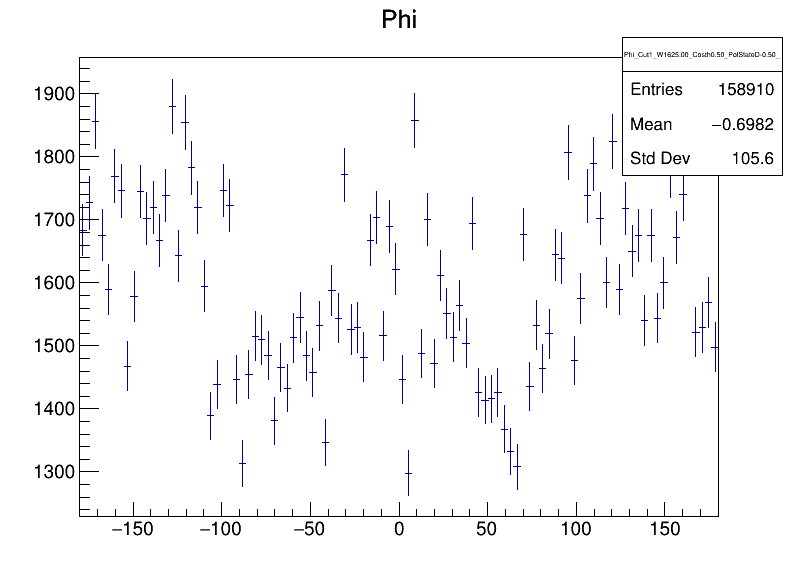 Phi
Phi_Cut1_W1625.00_Costh0.50_PolStateD-0.50_
Entries 158910
Mean −0.6982
Std Dev 105.6
1900
1800
1700
1600
1500
1400
1300
−150 −100 −50 0 50 100 150